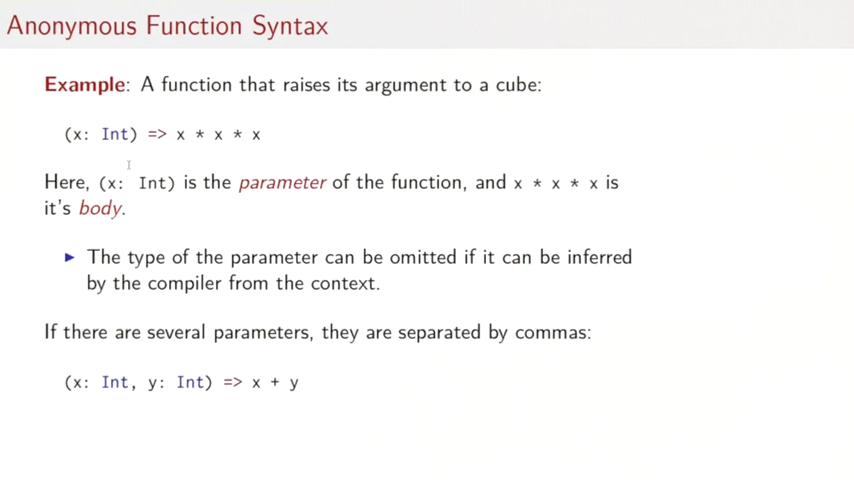 Anonymous Function Syntax
Example: A function that raises its argument to a cube:
(x: Int) => x * x * x
Here, (x: Int) is the parameter of the function, and x * x * x is
it's body.
▶ The type of the parameter can be omitted if it can be inferred
by the compiler from the context.
If there are several parameters, they are separated by commas:
(x: Int, y: Int) => x + y